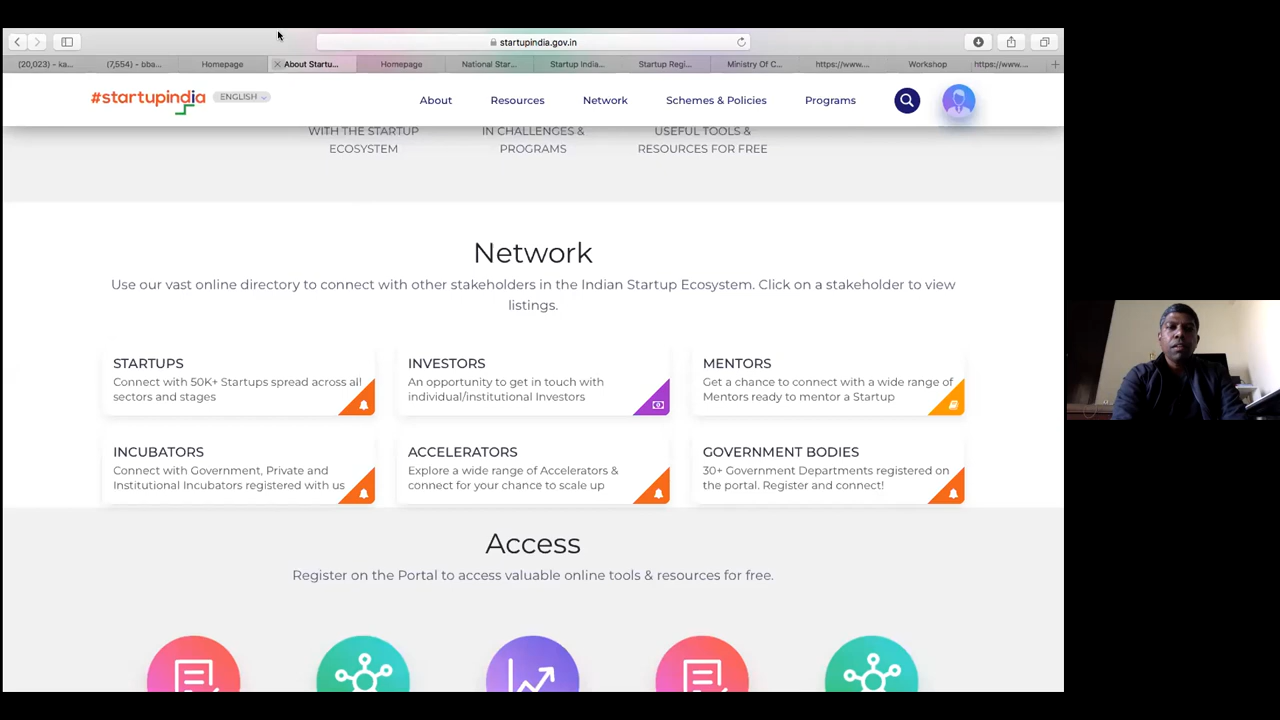 startupindia.gov.in
(20,023) - ka...
(7,554) - bba...
Homepage
About Startu...
Homepage
National Star...
Startup India...
Startup Regi...
Ministry Of C...
https://www....
Workshop
https://www....
#startupindia
ENGLISH
About
Resources
Network
Schemes & Policies
Programs
WITH THE STARTUP
ECOSYSTEM
IN CHALLENGES &
PROGRAMS
USEFUL TOOLS &
RESOURCES FOR FREE
Network
Use our vast online directory to connect with other stakeholders in the Indian Startup Ecosystem. Click on a stakeholder to view
listings.
STARTUPS
Connect with 50K+ Startups spread across all
sectors and stages
INVESTORS
An opportunity to get in touch with
individual/institutional Investors
MENTORS
Get a chance to connect with a wide range of
Mentors ready to mentor a Startup
INCUBATORS
Connect with Government, Private and
Institutional Incubators registered with us
ACCELERATORS
Explore a wide range of Accelerators &
connect for your chance to scale up
GOVERNMENT BODIES
30+ Government Departments registered on
the portal. Register and connect!
Access
Register on the Portal to access valuable online tools & resources for free.